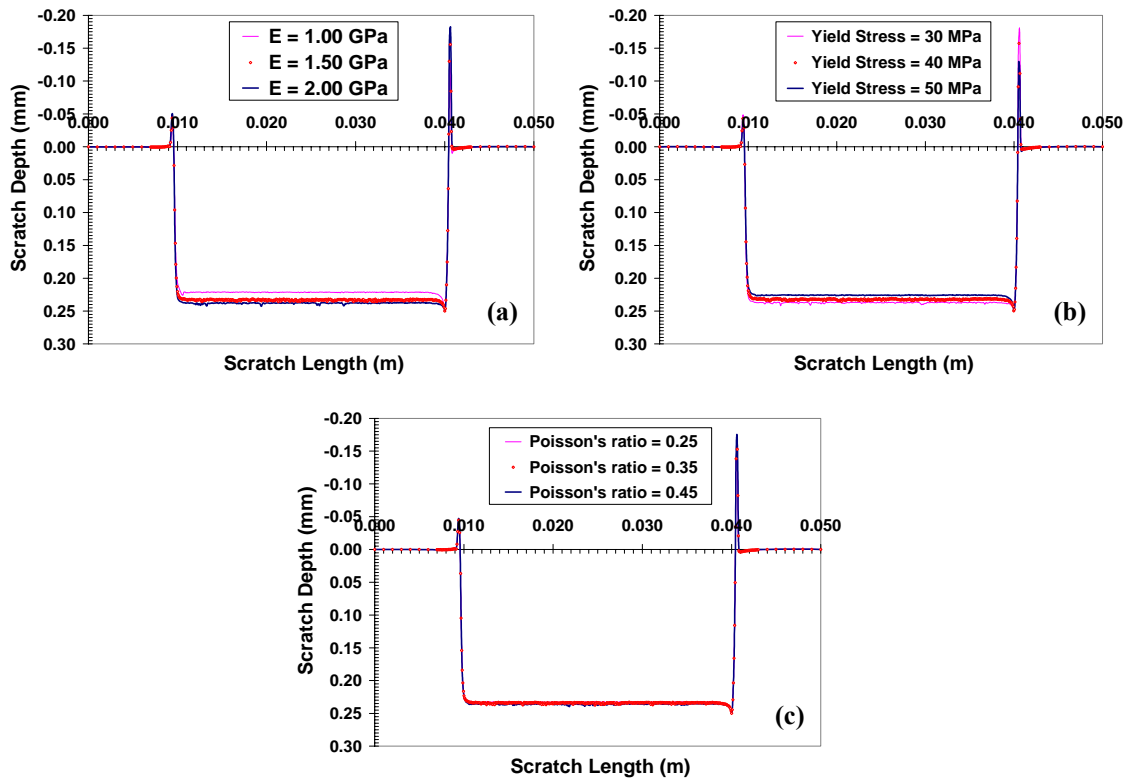 -0.20
-0.15
-0.10
-0.05
0.00
0.05
0.10
0.15
0.20
0.25
0.30
0.000 0.010 0.020 0.030 0.040 0.050
E = 1.00 GPa
E = 1.50 GPa
E = 2.00 GPa
Scratch Depth (mm)
Scratch Length (m)
(a)
-0.20
-0.15
-0.10
-0.05
0.00
0.05
0.10
0.15
0.20
0.25
0.30
0.000 0.010 0.020 0.030 0.040 0.050
Yield Stress = 30 MPa
Yield Stress = 40 MPa
Yield Stress = 50 MPa
Scratch Depth (mm)
Scratch Length (m)
(b)
-0.20
-0.15
-0.10
-0.05
0.00
0.05
0.10
0.15
0.20
0.25
0.30
0.000 0.010 0.020 0.030 0.040 0.050
Poisson's ratio = 0.25
Poisson's ratio = 0.35
Poisson's ratio = 0.45
Scratch Depth (mm)
Scratch Length (m)
(c)